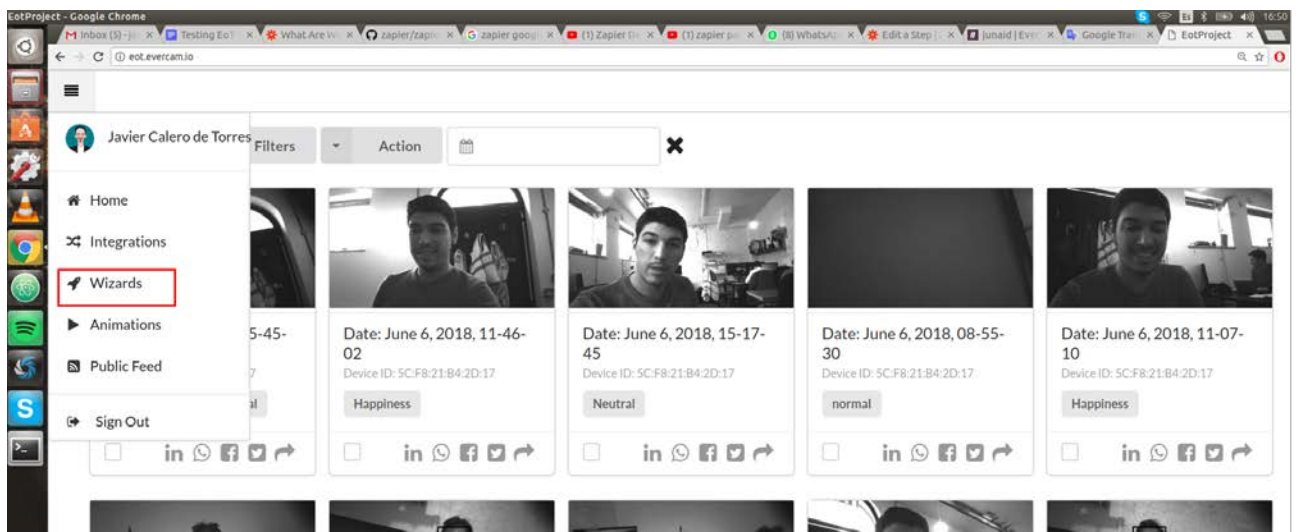 EotProject - Google Chrome
16:50
Inbox (5) - j
Testing EoT
What Are W
zapier/zapie
zapier googl
(1) Zapier De
(1) zapier pa
(8) WhatsAp
Edit a Step |
junaid | Ever
Google Trav
EotProject
eot.evercam.io
Javier Calero de Torres
Filters
Action
Home
Integrations
Wizards
Animations
Public Feed
Sign Out
5-45-
7
al
Date: June 6, 2018, 11-46-
02
Device ID: 5C:F8:21:B4:2D:17
Happiness
Date: June 6, 2018, 15-17-
45
Device ID: 5C:F8:21:B4:2D:17
Neutral
Date: June 6, 2018, 08-55-
30
Device ID: 5C:F8:21:B4:2D:17
normal
Date: June 6, 2018, 11-07-
10
Device ID: 5C:F8:21:B4:2D:17
Happiness